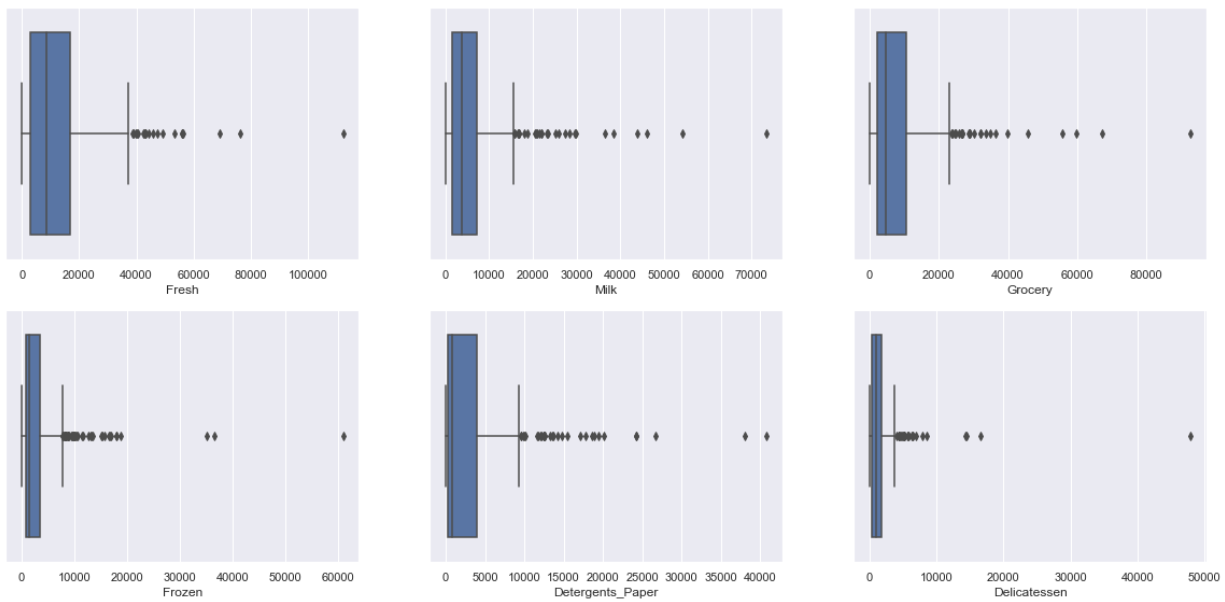 0 20000 40000 60000 80000 100000
Fresh
0 10000 20000 30000 40000 50000 60000 70000
Milk
0 20000 40000 60000 80000
Grocery
0 10000 20000 30000 40000 50000 60000
Frozen
0 5000 10000 15000 20000 25000 30000 35000 40000
Detergents_Paper
0 10000 20000 30000 40000 50000
Delicatessen